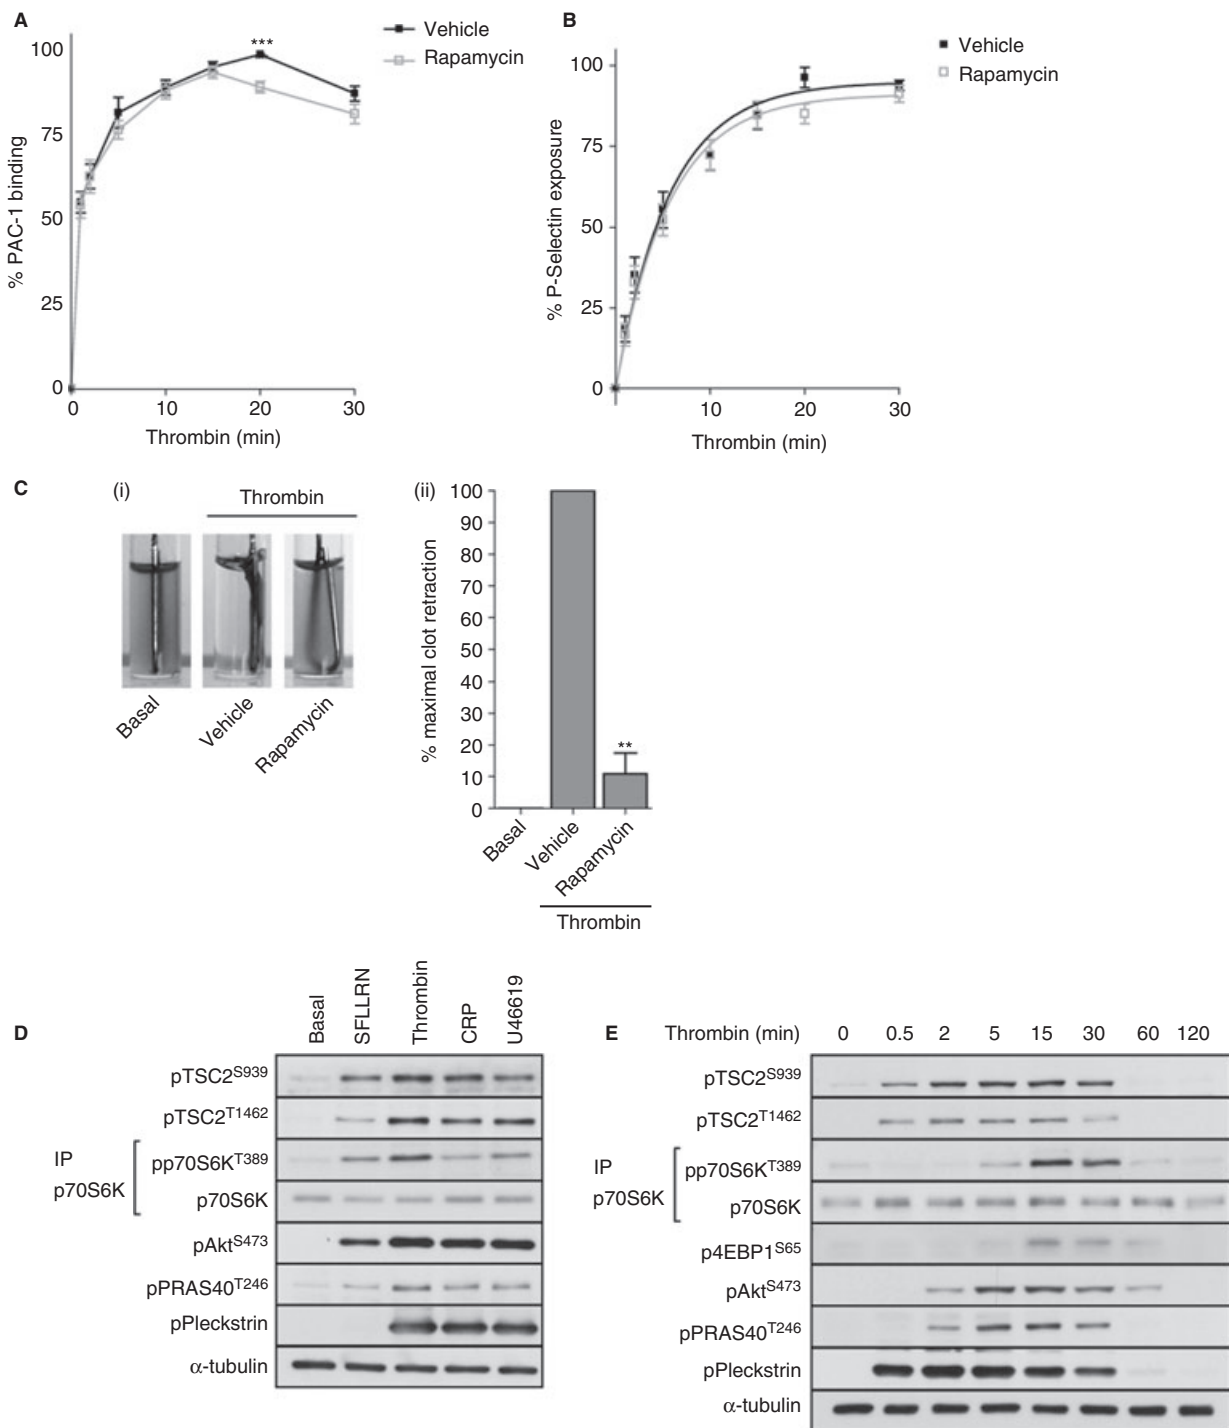 A
Vehicle
Rapamycin
% PAC-1 binding
100
75
50
25
0
***
0 10 20 30
Thrombin (min)
B
Vehicle
Rapamycin
% P-Selectin exposure
100
75
50
25
0
10 20 30
Thrombin (min)
C
(i)
Thrombin
Basal
Vehicle
Rapamycin
(ii)
% maximal clot retraction
100
90
80
70
60
50
40
30
20
10
0
**
Basal
Vehicle
Rapamycin
Thrombin
D
Basal
SFLLRN
Thrombin
CRP
U46619
pTSC2S939
pTSC2T1462
IP
p70S6K
pp70S6KT389
p70S6K
pAktS473
pPRAS40T246
pPleckstrin
α-tubulin
E
Thrombin (min) 0 0.5 2 5 15 30 60 120
pTSC2S939
pTSC2T1462
IP
p70S6K
pp70S6KT389
p70S6K
p4EBP1S65
pAktS473
pPRAS40T246
pPleckstrin
α-tubulin